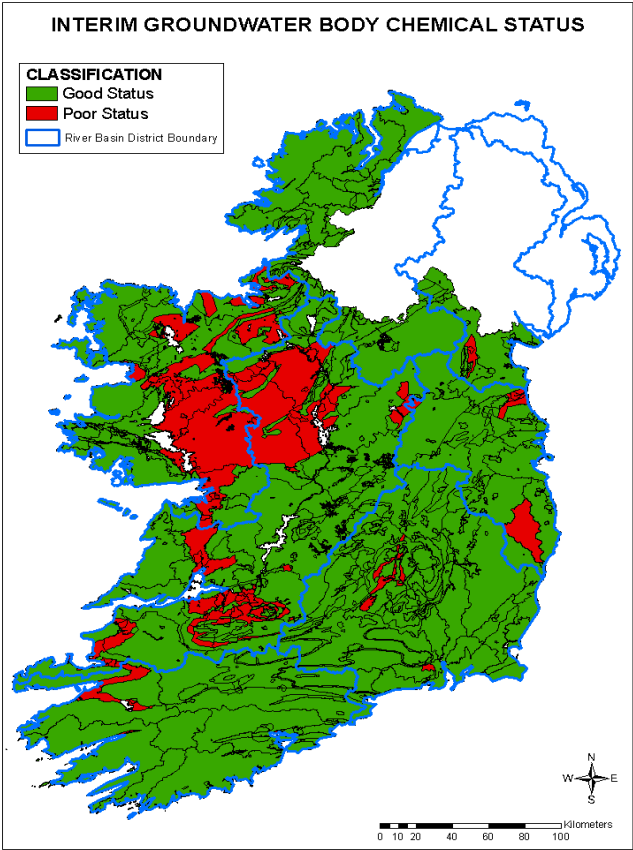 INTERIM GROUNDWATER BODY CHEMICAL STATUS
CLASSIFICATION
Good Status
Poor Status
River Basin District Boundary
N
W E
S
Kilometers
0 10 20 40 60 80 100